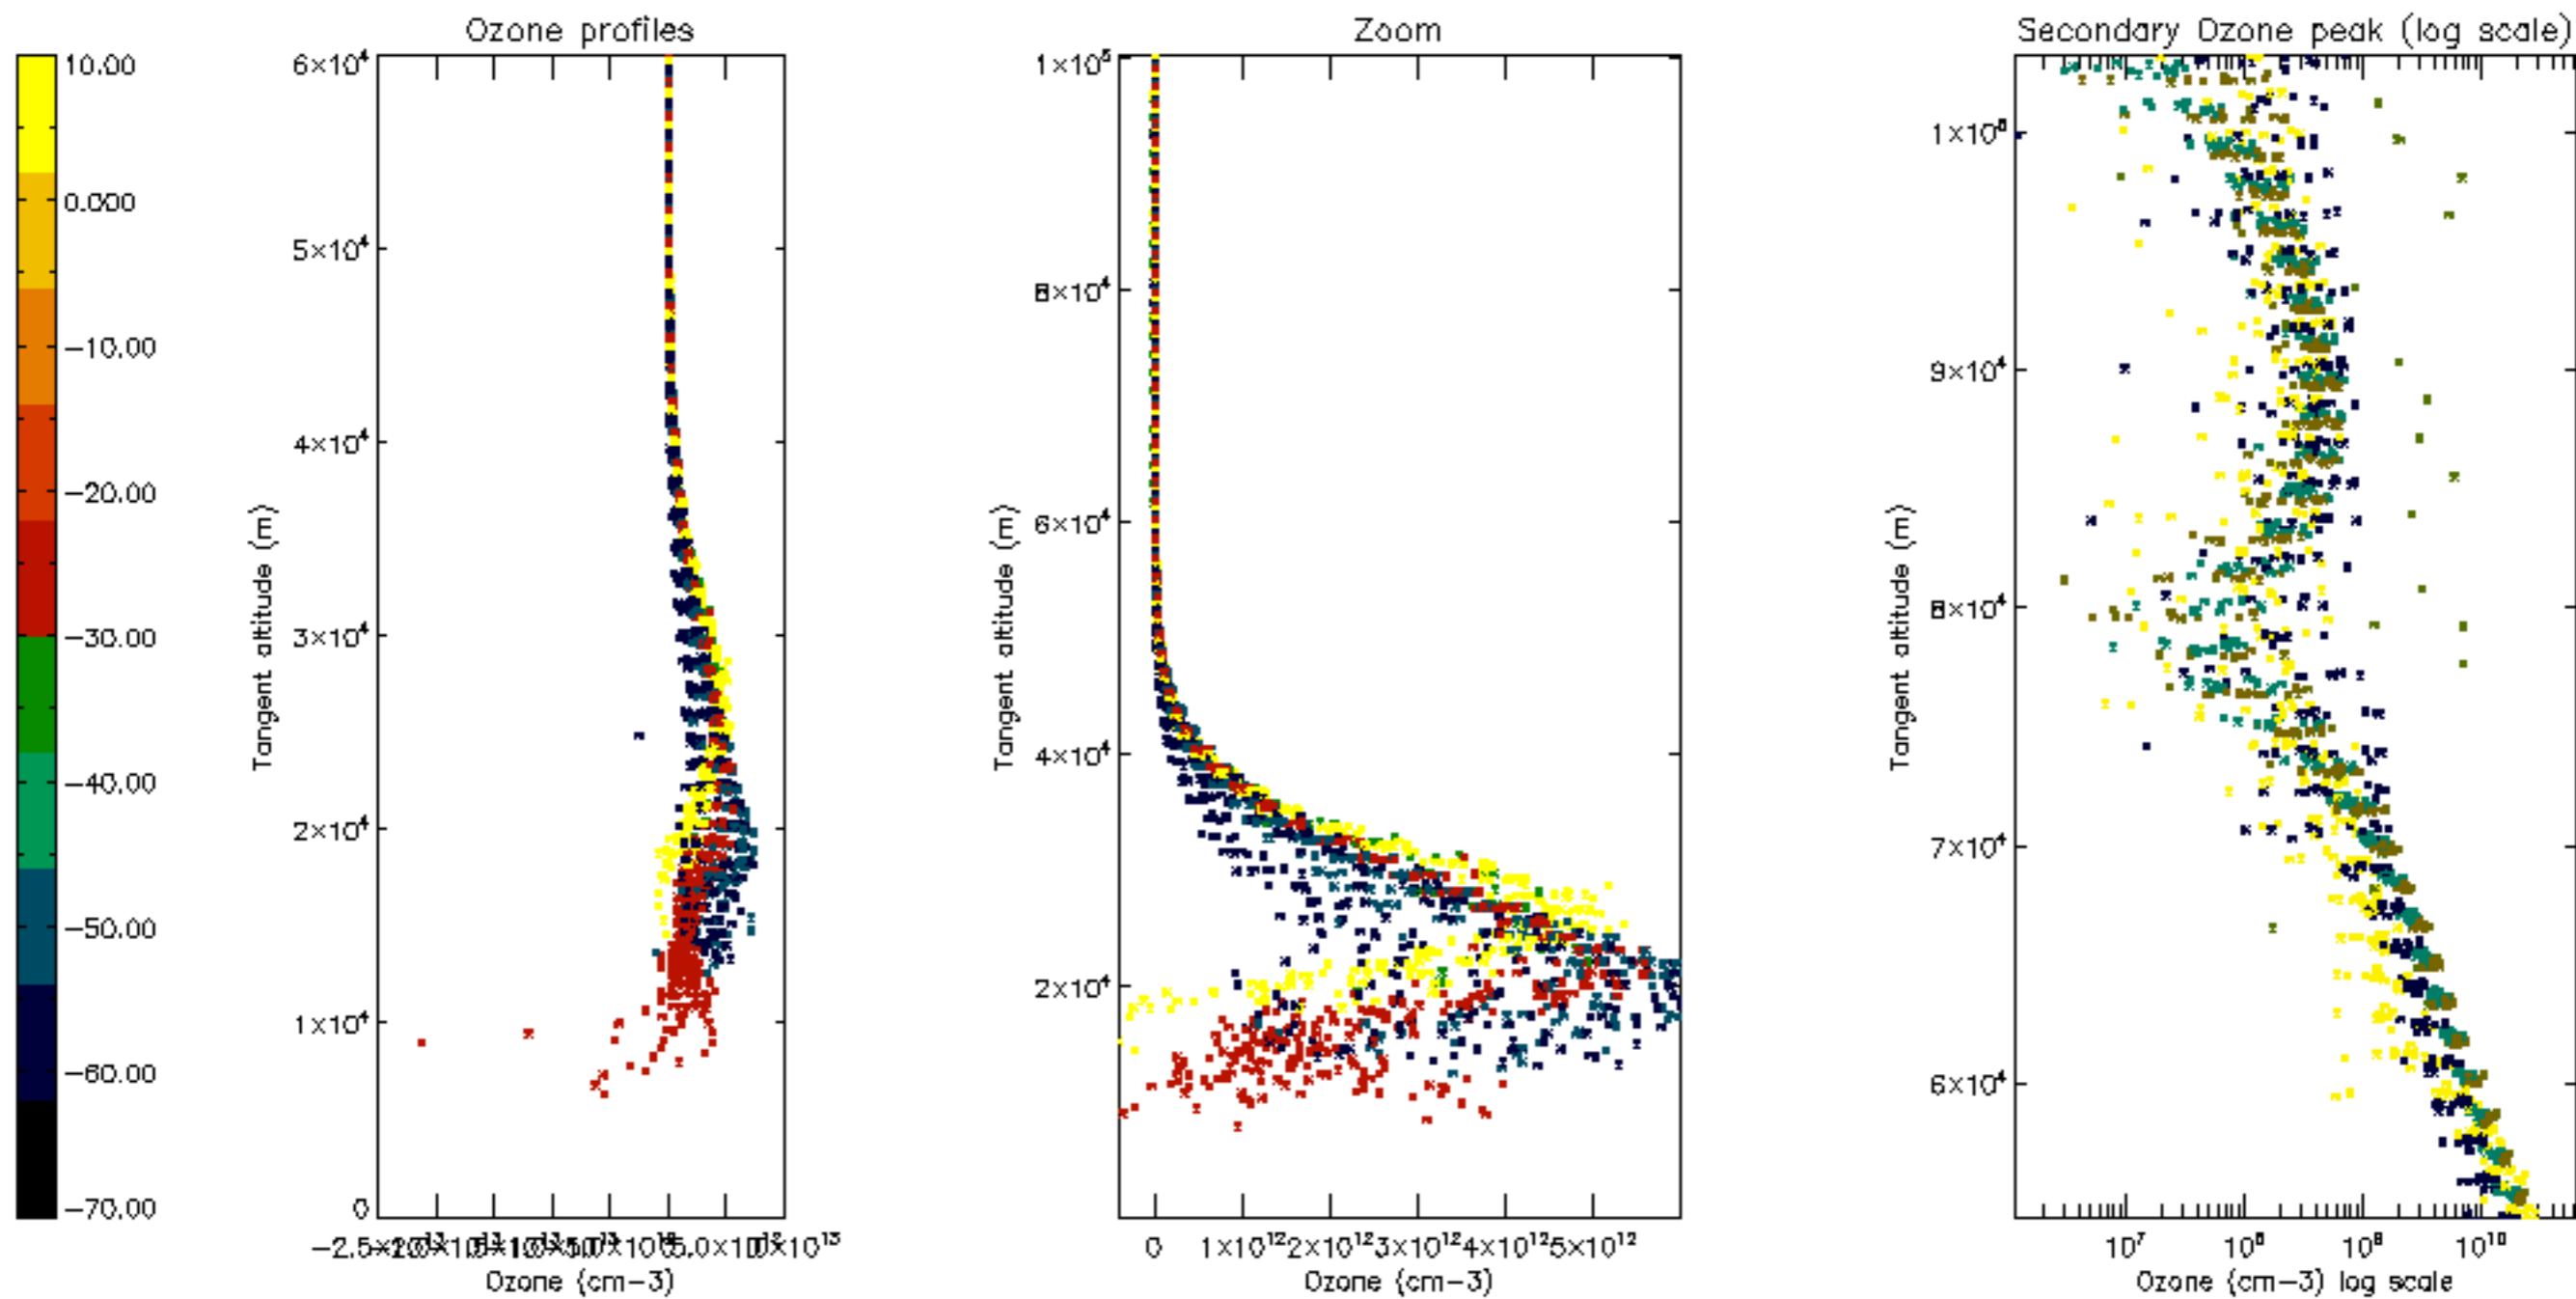 Ozone profiles
Zoom
Secondary Ozone peak (log scale)
10.00
−10.00
−20.00
−30.00
−40.00
−50.00
−60.00
−70.00
6×10⁴
5×10⁴
4×10⁴
3×10⁴
2×10⁴
1×10⁴
0
Tangent altitude (m)
Ozone (cm−3)
1×10⁵
8×10⁴
6×10⁴
4×10⁴
2×10⁴
Tangent altitude (m)
0 1×10¹² 2×10¹² 3×10¹² 4×10¹² 5×10¹²
Ozone (cm−3)
9×10⁴
8×10⁴
7×10⁴
6×10⁴
Tangent altitude (m)
10⁷ 10⁸ 10⁹ 10¹⁰
Ozone (cm−3) log scale